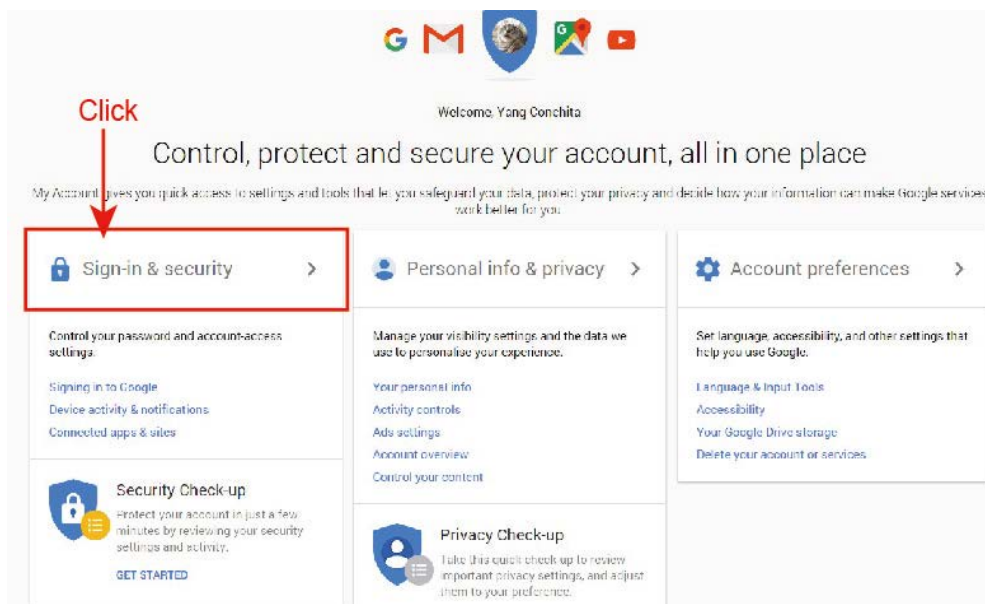 Click
Welcome, Yang Conchita
Control, protect and secure your account, all in one place
My Account gives you quick access to settings and tools that let you safeguard your data, protect your privacy and decide how your information can make Google services
work better for you
Sign-in & security
Control your password and account-access
settings.
Signing in to Google
Device activity & notifications
Connected apps & sites
Security Check-up
Protect your account in just a few
minutes by reviewing your security
settings and activity.
GET STARTED
Personal info & privacy
Manage your visibility settings and the data we
use to personalise your experience.
Your personal info
Activity controls
Ads settings
Account overview
Control your content
Privacy Check-up
Take this quick check up to review
important privacy settings, and adjust
them to your preference.
Account preferences
Set language, accessibility, and other settings that
help you use Google.
Language & Input Tools
Accessibility
Your Google Drive storage
Delete your account or services